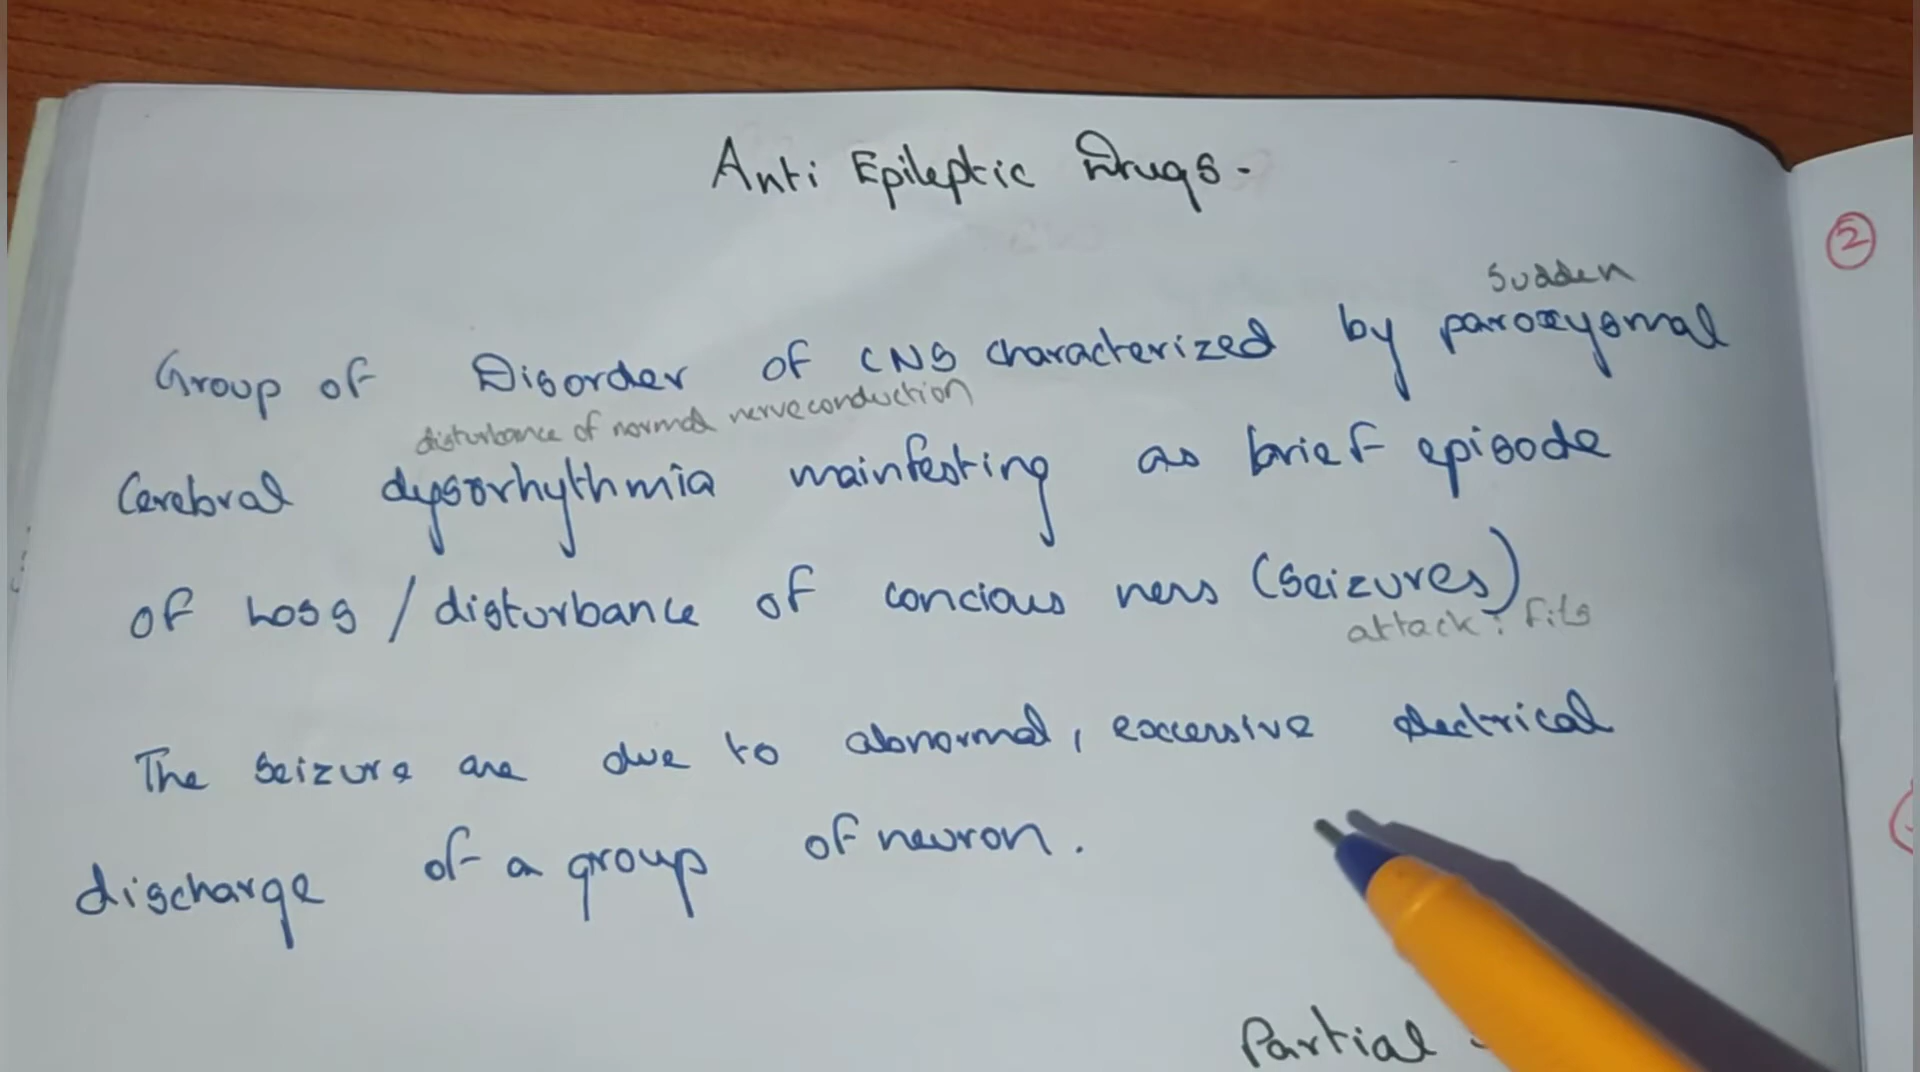 Anti Epileptic Drugs.
②
Sudden
Group of Disorder of CNS characterized by paroxysmal
disturbance of normal nerve conduction
Cerebral dysrhythmia mainfesting as brief episode
of Loss / disturbance of concious ness (Seizures)
attack: Fits
The Seizure are due to abnormal, excessive electrical
discharge of a group of neuron.
Partial